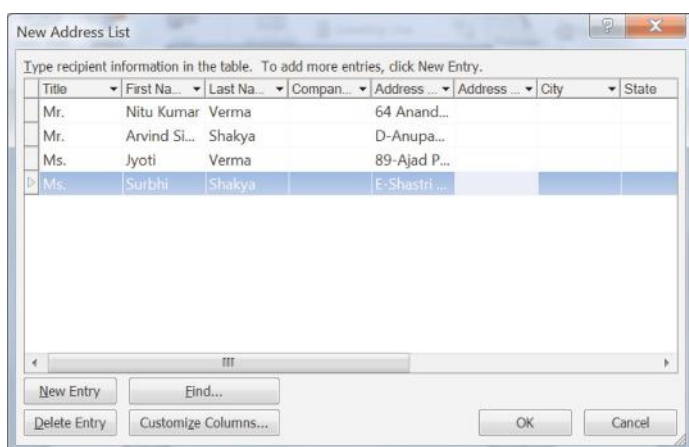 New Address List
Type recipient information in the table. To add more entries, click New Entry.
Title First Na... Last Na... Compan... Address ... Address ... City State
Mr. Nitu Kumar Verma 64 Anand...
Mr. Arvind Si... Shakya D-Anupa...
Ms. Jyoti Verma 89-Ajad P...
Ms. Surbhi Shakya E-Shastri ...
New Entry Find...
Delete Entry Customize Columns... OK Cancel